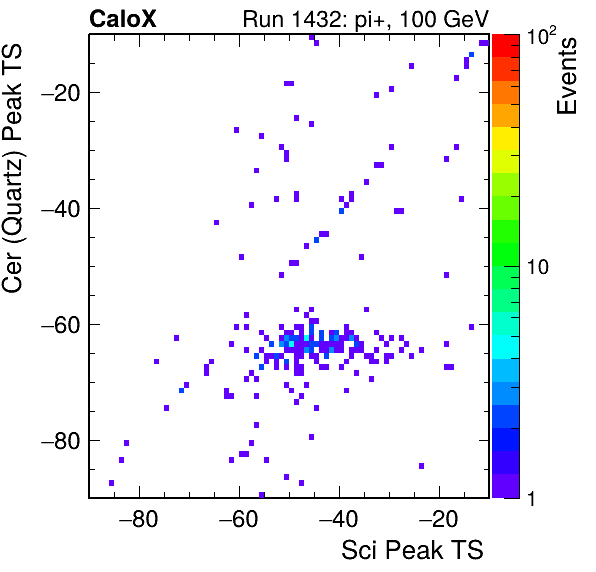 CaloX Run 1432: pi+, 100 GeV
Cer (Quartz) Peak TS
−20
−40
−60
−80
−80 −60 −40 −20
Sci Peak TS
10²
10
1
Events